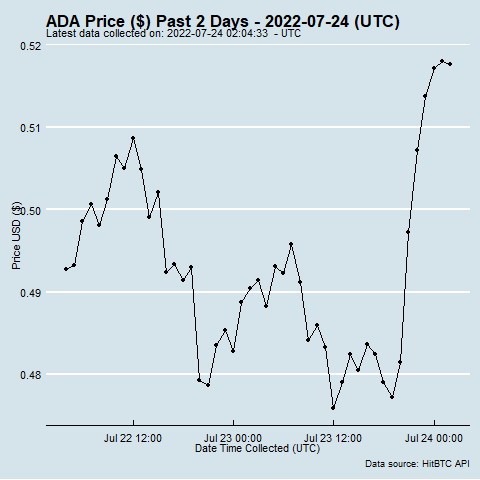 ADA Price ($) Past 2 Days - 2022-07-24 (UTC)
Latest data collected on: 2022-07-24 02:04:33 - UTC
0.52
0.51
0.50
0.49
0.48
Price USD ($)
Jul 22 12:00
Jul 23 00:00
Jul 23 12:00
Jul 24 00:00
Date Time Collected (UTC)
Data source: HitBTC API